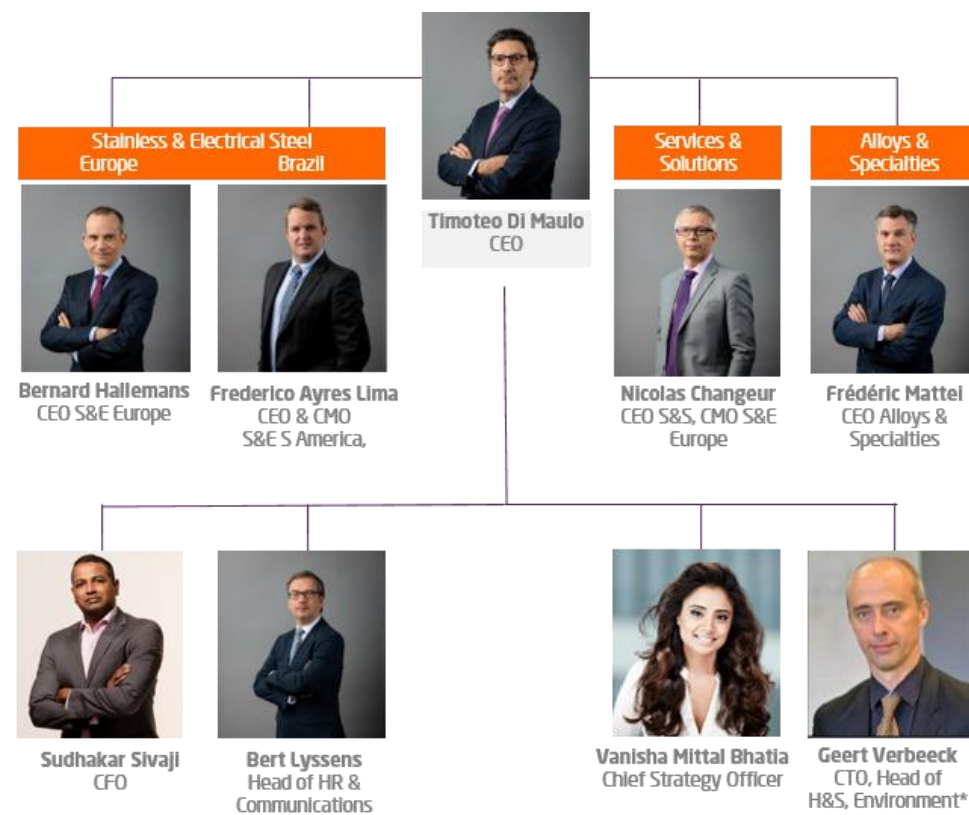 Stainless & Electrical Steel
Europe Brazil
Services &
Solutions
Alloys &
Specialties
Timoteo Di Maulo
CEO
Bernard Hallemans
CEO S&E Europe
Frederico Ayres Lima
CEO & CMO
S&E S America,
Nicolas Changeur
CEO S&S, CMO S&E
Europe
Frédéric Mattei
CEO Alloys &
Specialties
Sudhakar Sivaji
CFO
Bert Lyssens
Head of HR &
Communications
Vanisha Mittal Bhatia
Chief Strategy Officer
Geert Verbeeck
CTO, Head of
H&S, Environment*